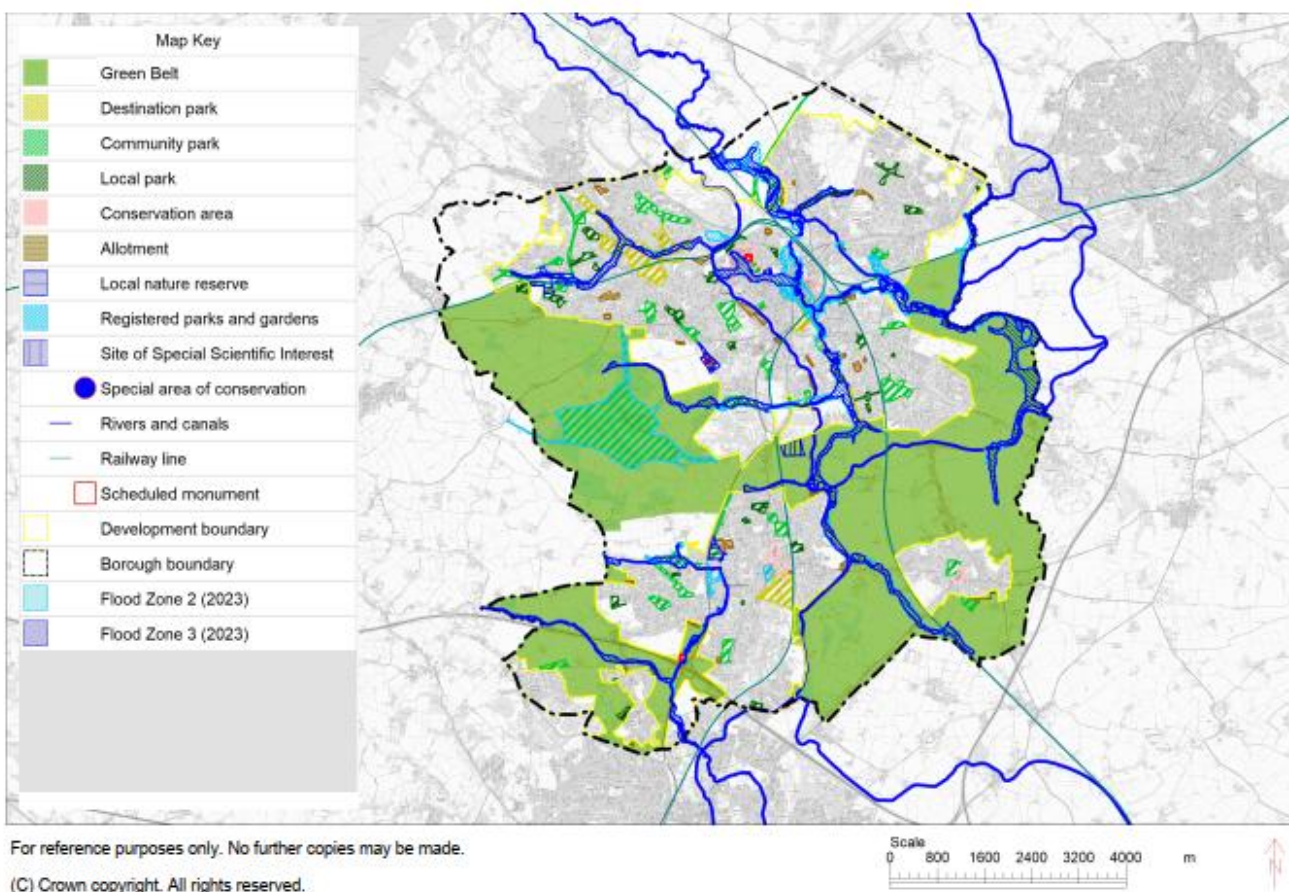 Map Key
Green Belt
Destination park
Community park
Local park
Conservation area
Allotment
Local nature reserve
Registered parks and gardens
Site of Special Scientific Interest
Special area of conservation
Rivers and canals
Railway line
Scheduled monument
Development boundary
Borough boundary
Flood Zone 2 (2023)
Flood Zone 3 (2023)
For reference purposes only. No further copies may be made.
(C) Crown copyright. All rights reserved.
Scale
0 800 1600 2400 3200 4000 m
N